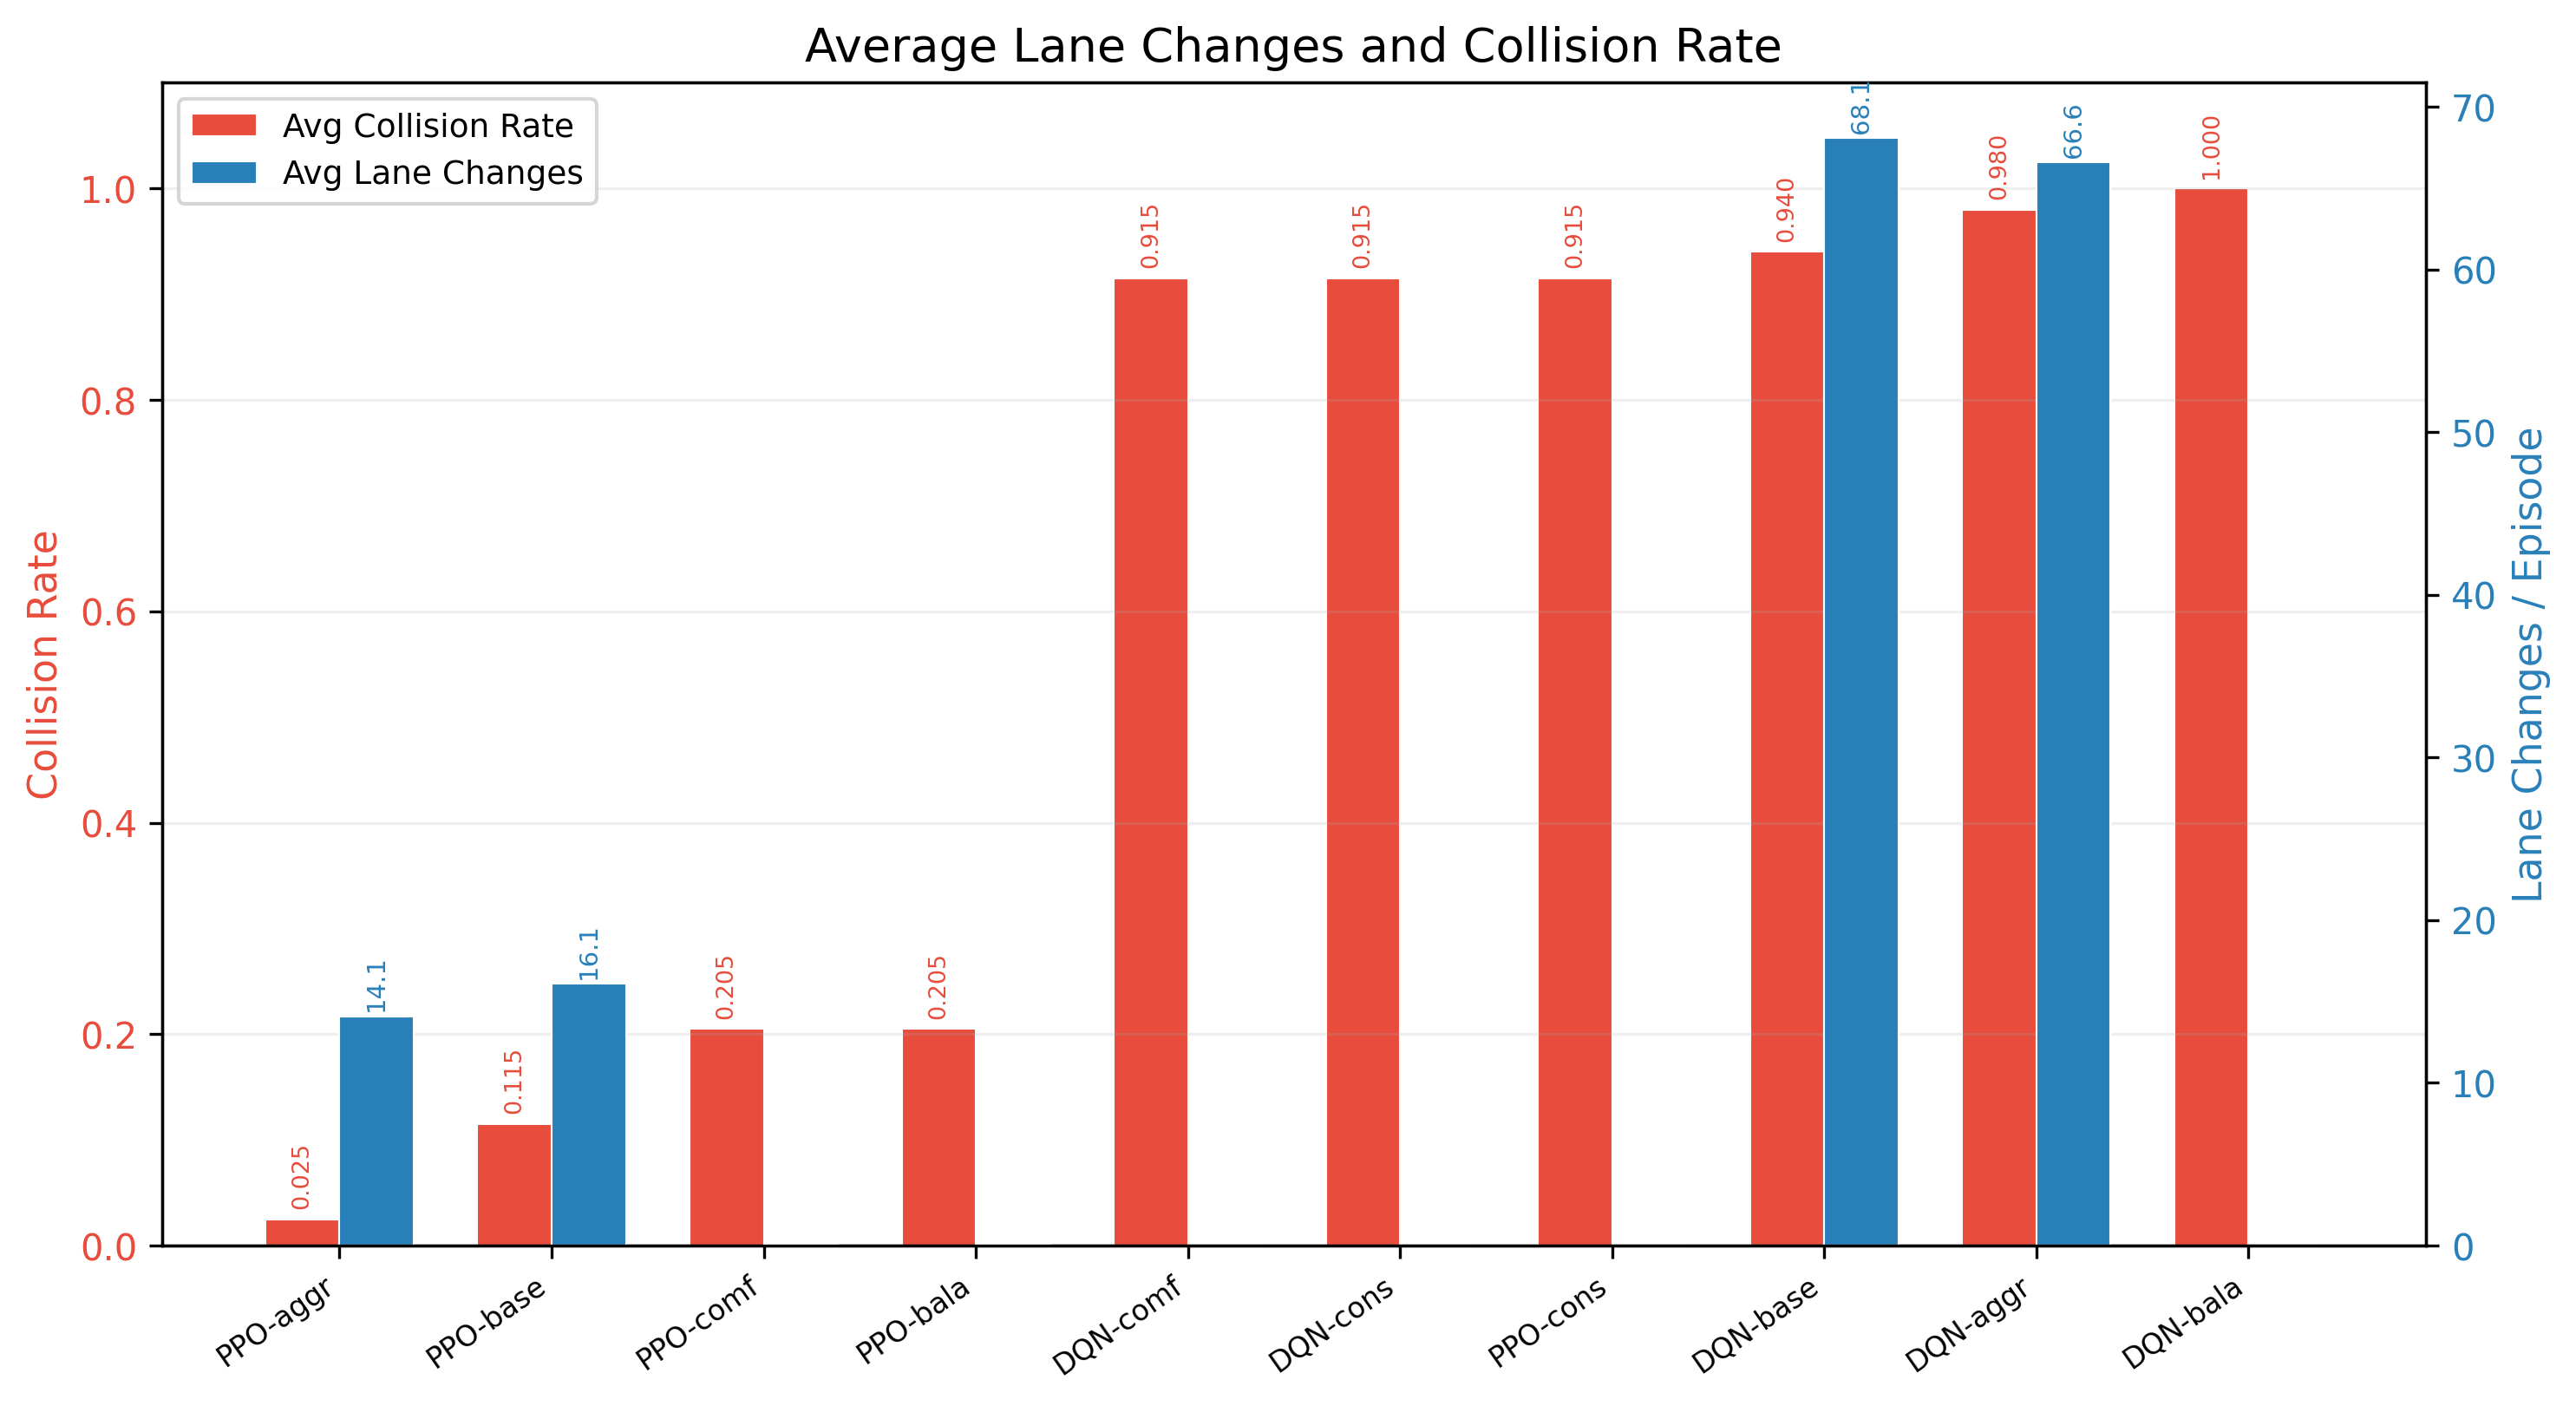 Average Lane Changes and Collision Rate
Avg Collision Rate
Avg Lane Changes
Collision Rate
1.0
0.8
0.6
0.4
0.2
0.0
0.025
14.1
0.115
16.1
0.205
0.205
0.915
0.915
0.915
0.940
68.1
0.980
66.6
1.000
70
60
50
40
30
20
10
0
Lane Changes / Episode
PPO-aggr
PPO-base
PPO-comf
PPO-bala
DQN-comf
DQN-cons
PPO-cons
DQN-base
DQN-aggr
DQN-bala